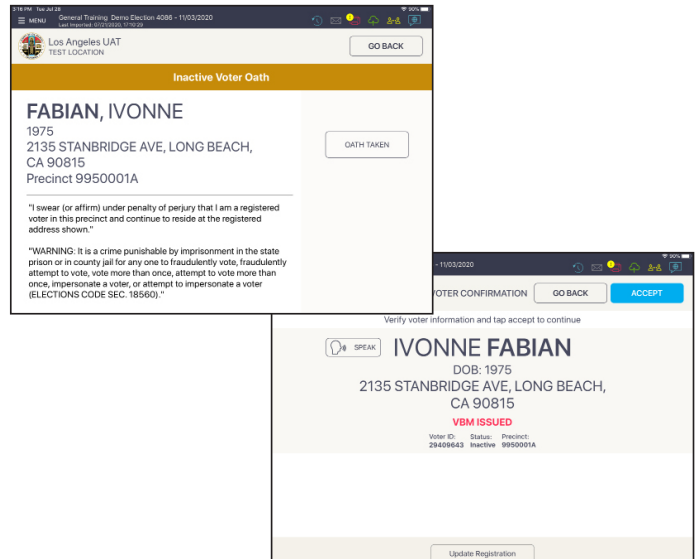 3:18 PM Tue Jul 28
90%
MENU
General Training Demo Election 4086 - 11/03/2020
Last Imported: 07/21/2020, 17:10:29
Los Angeles UAT
TEST LOCATION
GO BACK
Inactive Voter Oath
FABIAN, IVONNE
1975
2135 STANBRIDGE AVE, LONG BEACH,
CA 90815
Precinct 9950001A
OATH TAKEN
"I swear (or affirm) under penalty of perjury that I am a registered
voter in this precinct and continue to reside at the registered
address shown."
"WARNING: It is a crime punishable by imprisonment in the state
prison or in county jail for any one to fraudulently vote, fraudulently
attempt to vote, vote more than once, attempt to vote more than
once, impersonate a voter, or attempt to impersonate a voter
(ELECTIONS CODE SEC. 18560)."
90%
- 11/03/2020
VOTER CONFIRMATION
GO BACK
ACCEPT
Verify voter information and tap accept to continue
SPEAK
IVONNE FABIAN
DOB: 1975
2135 STANBRIDGE AVE, LONG BEACH,
CA 90815
VBM ISSUED
Voter ID: Status: Precinct:
29409643 Inactive 9950001A
Update Registration